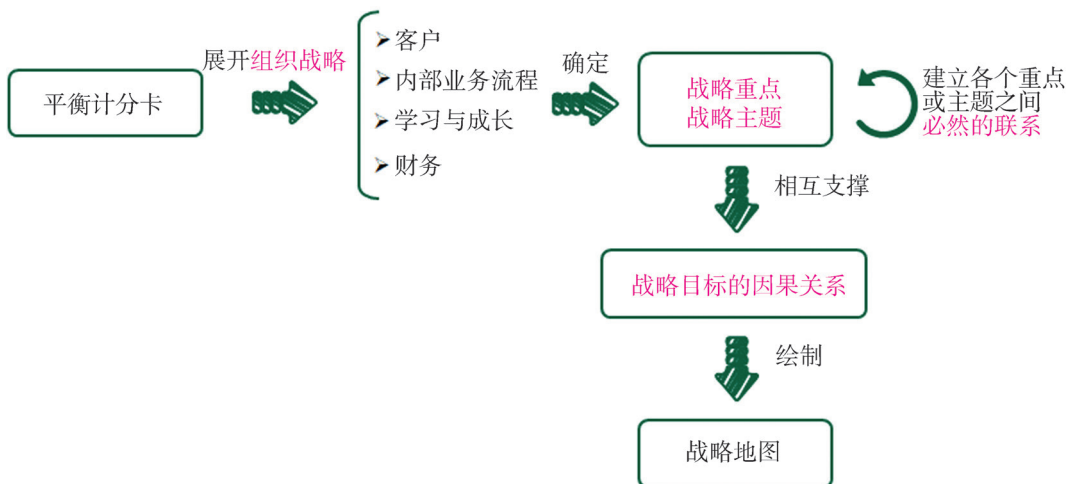 平衡计分卡
展开组织战略
客户
内部业务流程
学习与成长
财务
确定
战略重点
战略主题
建立各个重点
或主题之间
必然的联系
相互支撑
战略目标的因果关系
绘制
战略地图